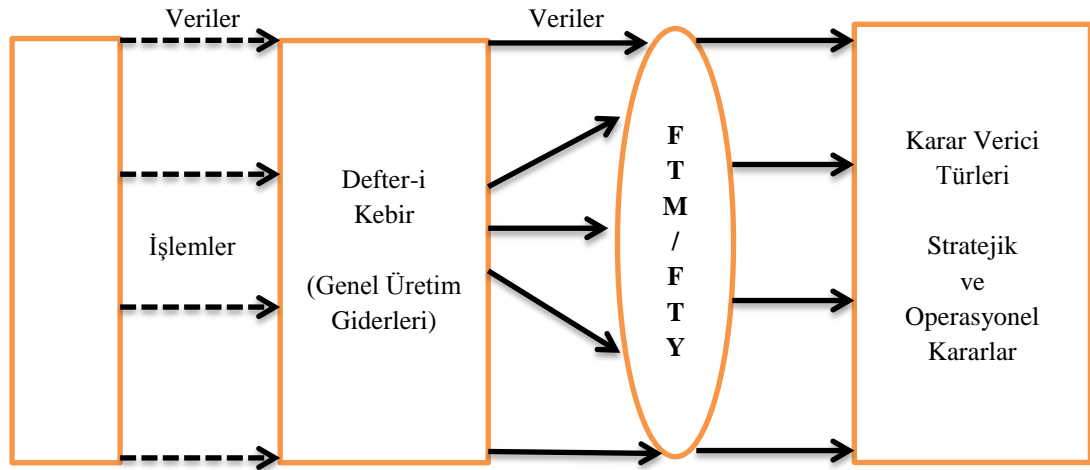 Veriler
İşlemler
Defter-i
Kebir
(Genel Üretim
Giderleri)
Veriler
F
T
M
/
F
T
Y
Karar Verici
Türleri
Stratejik
ve
Operasyonel
Kararlar